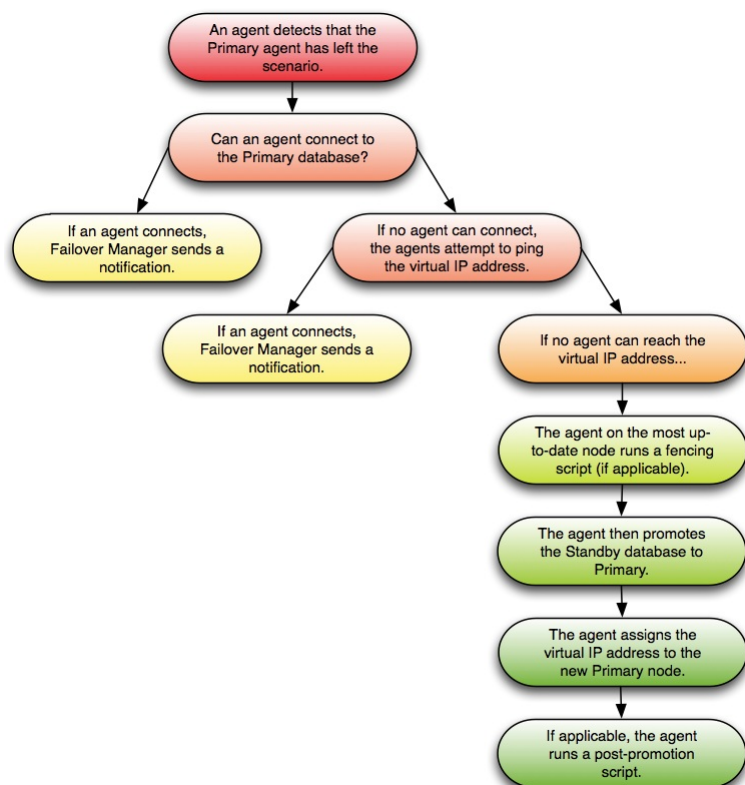 An agent detects that the
Primary agent has left the
scenario.
Can an agent connect to
the Primary database?
If an agent connects,
Failover Manager sends a
notification.
If no agent can connect,
the agents attempt to ping
the virtual IP address.
If an agent connects,
Failover Manager sends a
notification.
If no agent can reach the
virtual IP address...
The agent on the most up-
to-date node runs a fencing
script (if applicable).
The agent then promotes
the Standby database to
Primary.
The agent assigns the
virtual IP address to the
new Primary node.
If applicable, the agent
runs a post-promotion
script.